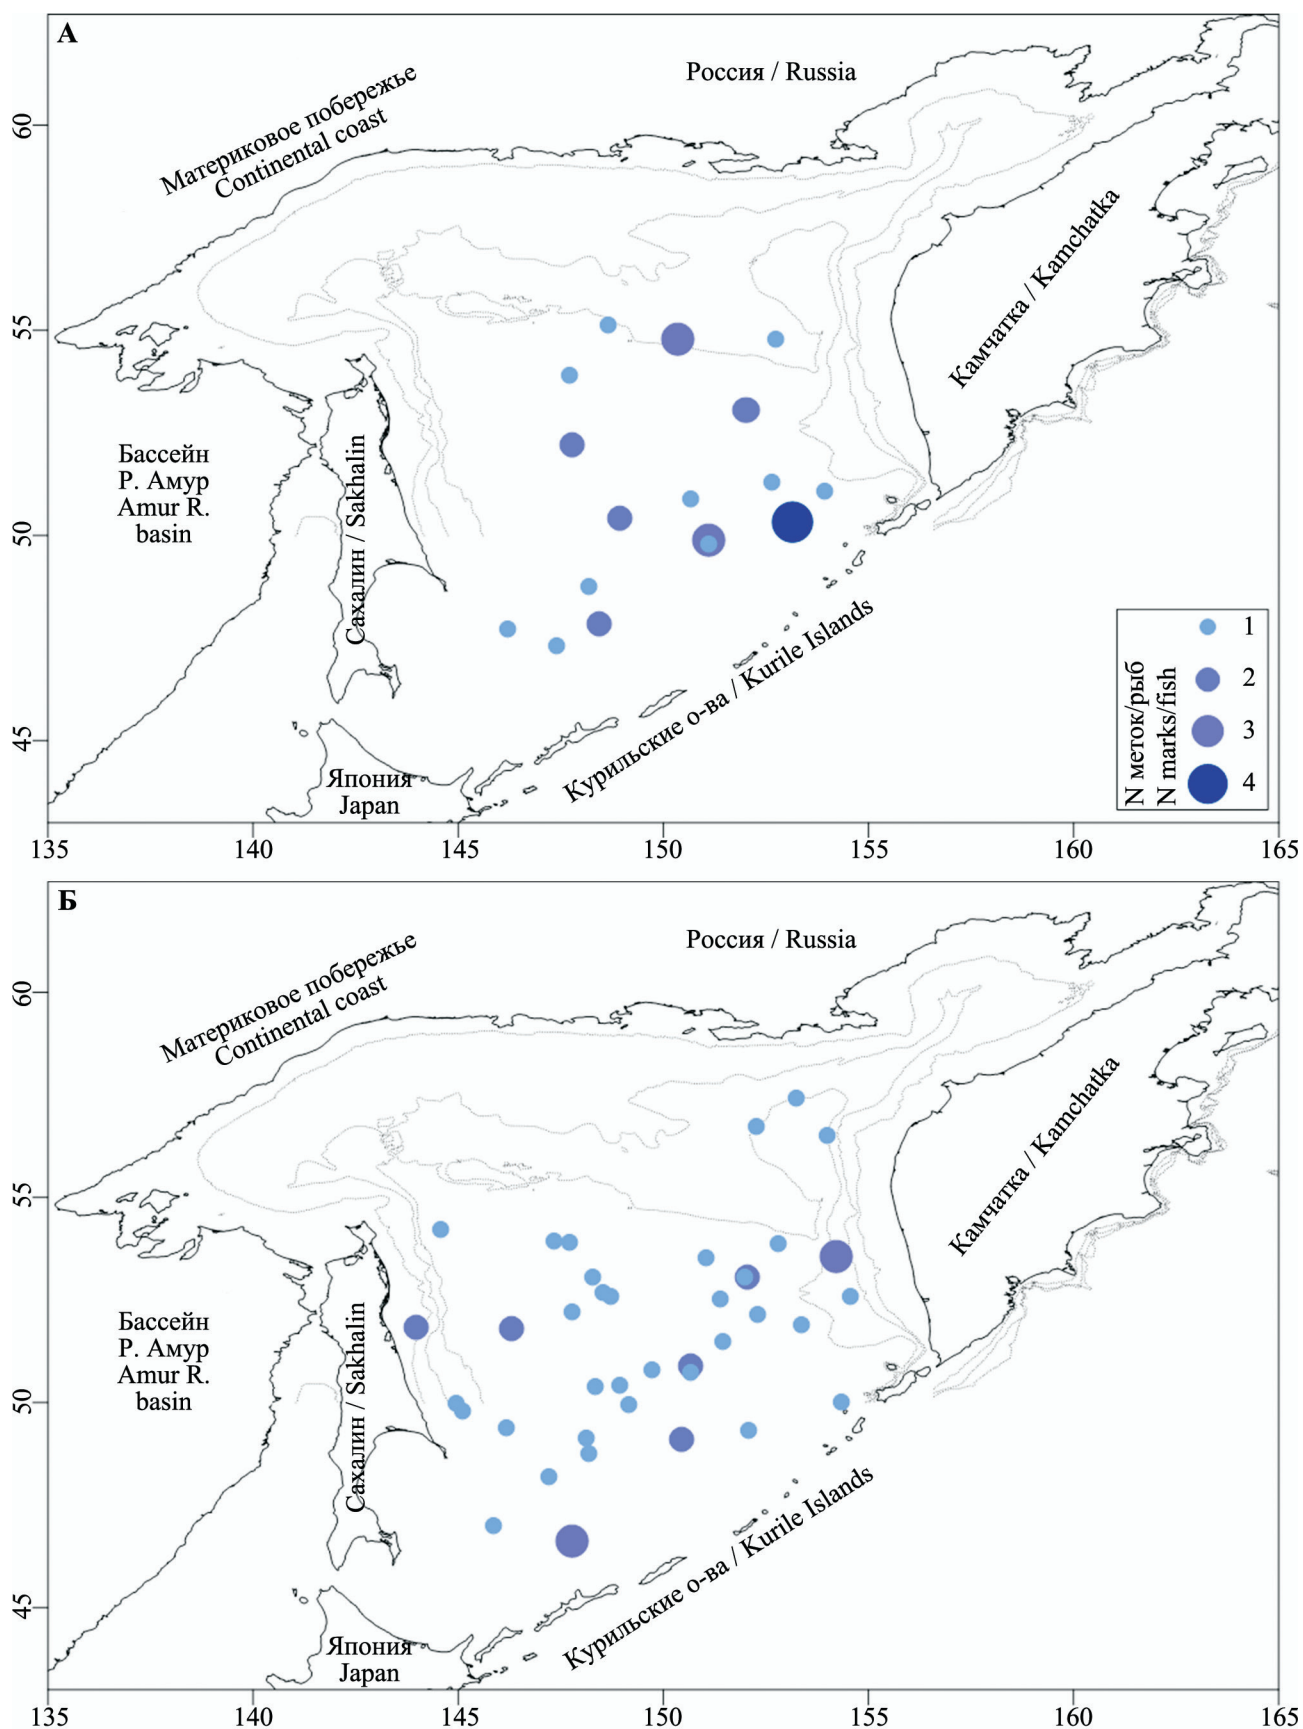 А
Россия / Russia
Материковое побережье
Continental coast
60
55
50
45
Камчатка / Kamchatka
Бассейн
Р. Амур
Amur R.
basin
Сахалин / Sakhalin
Курильские о-ва / Kurile Islands
Япония
Japan
N меток/рыб
N marks/fish
1
2
3
4
135 140 145 150 155 160 165
Б
Россия / Russia
Материковое побережье
Continental coast
60
55
50
45
Камчатка / Kamchatka
Бассейн
Р. Амур
Amur R.
basin
Сахалин / Sakhalin
Курильские о-ва / Kurile Islands
Япония
Japan
135 140 145 150 155 160 165